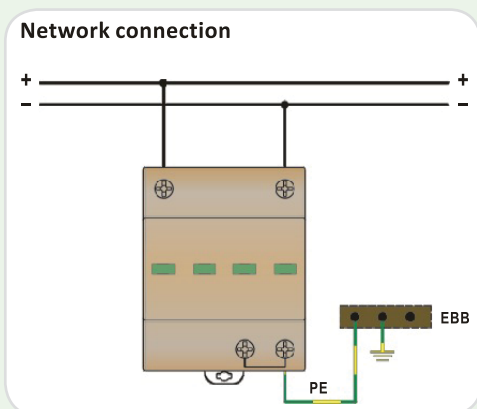 Network connection
+ +
– –
EBB
PE